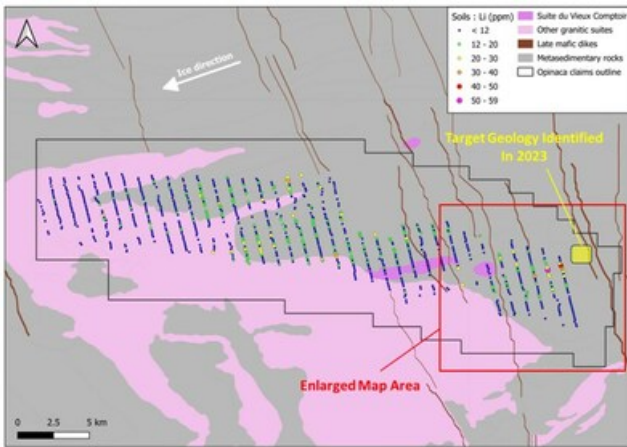 Soils : Li (ppm)
< 12
12 - 20
20 - 30
30 - 40
40 - 50
50 - 59
Suite du Vieux Comptoir
Other granitic suites
Late mafic dikes
Metasedimentary rocks
Opinaca claims outline
Ice direction
Target Geology Identified
In 2023
Enlarged Map Area
0 2.5 5 km